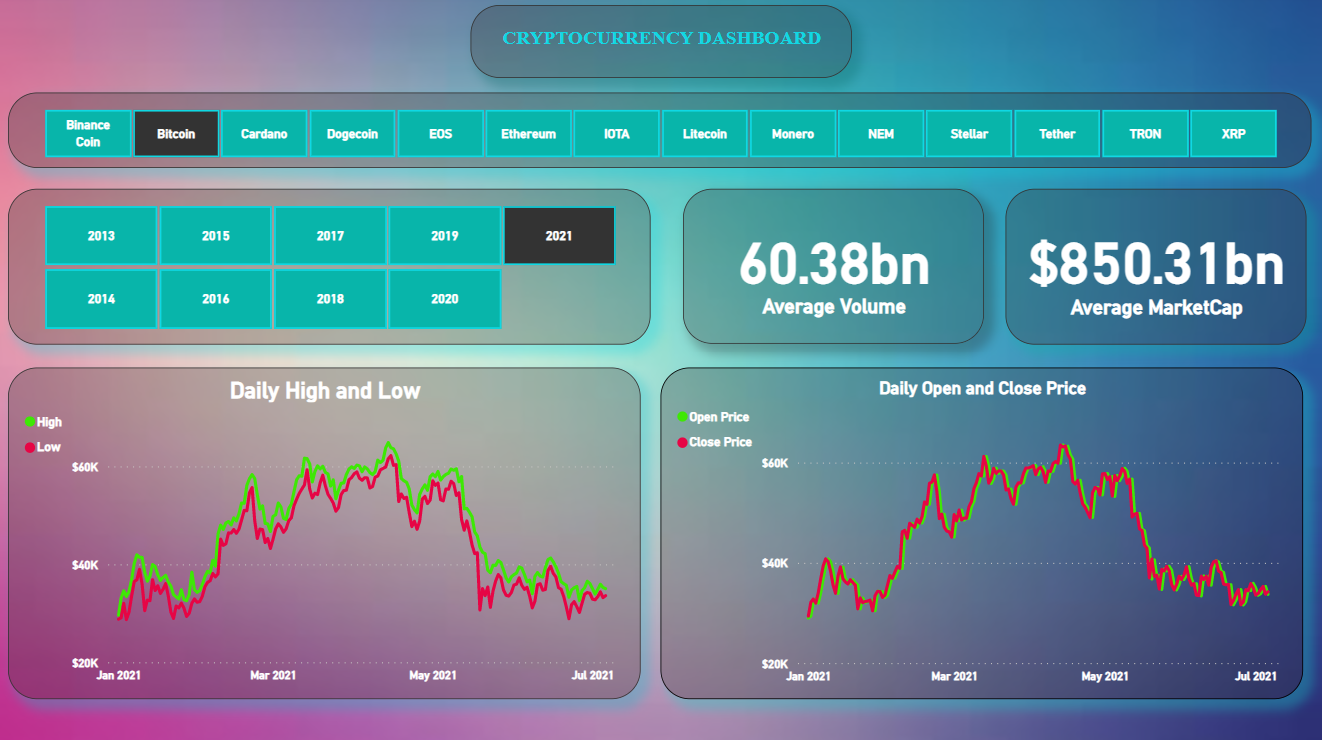 CRYPTOCURRENCY DASHBOARD
Binance
Coin
Bitcoin
Cardano
Dogecoin
EOS
Ethereum
IOTA
Litecoin
Monero
NEM
Stellar
Tether
TRON
XRP
2013
2015
2017
2019
2021
2014
2016
2018
2020
60.38bn
Average Volume
$850.31bn
Average MarketCap
Daily High and Low
High
Low
$60K
$40K
$20K
Jan 2021
Mar 2021
May 2021
Jul 2021
Daily Open and Close Price
Open Price
Close Price
$60K
$40K
$20K
Jan 2021
Mar 2021
May 2021
Jul 2021